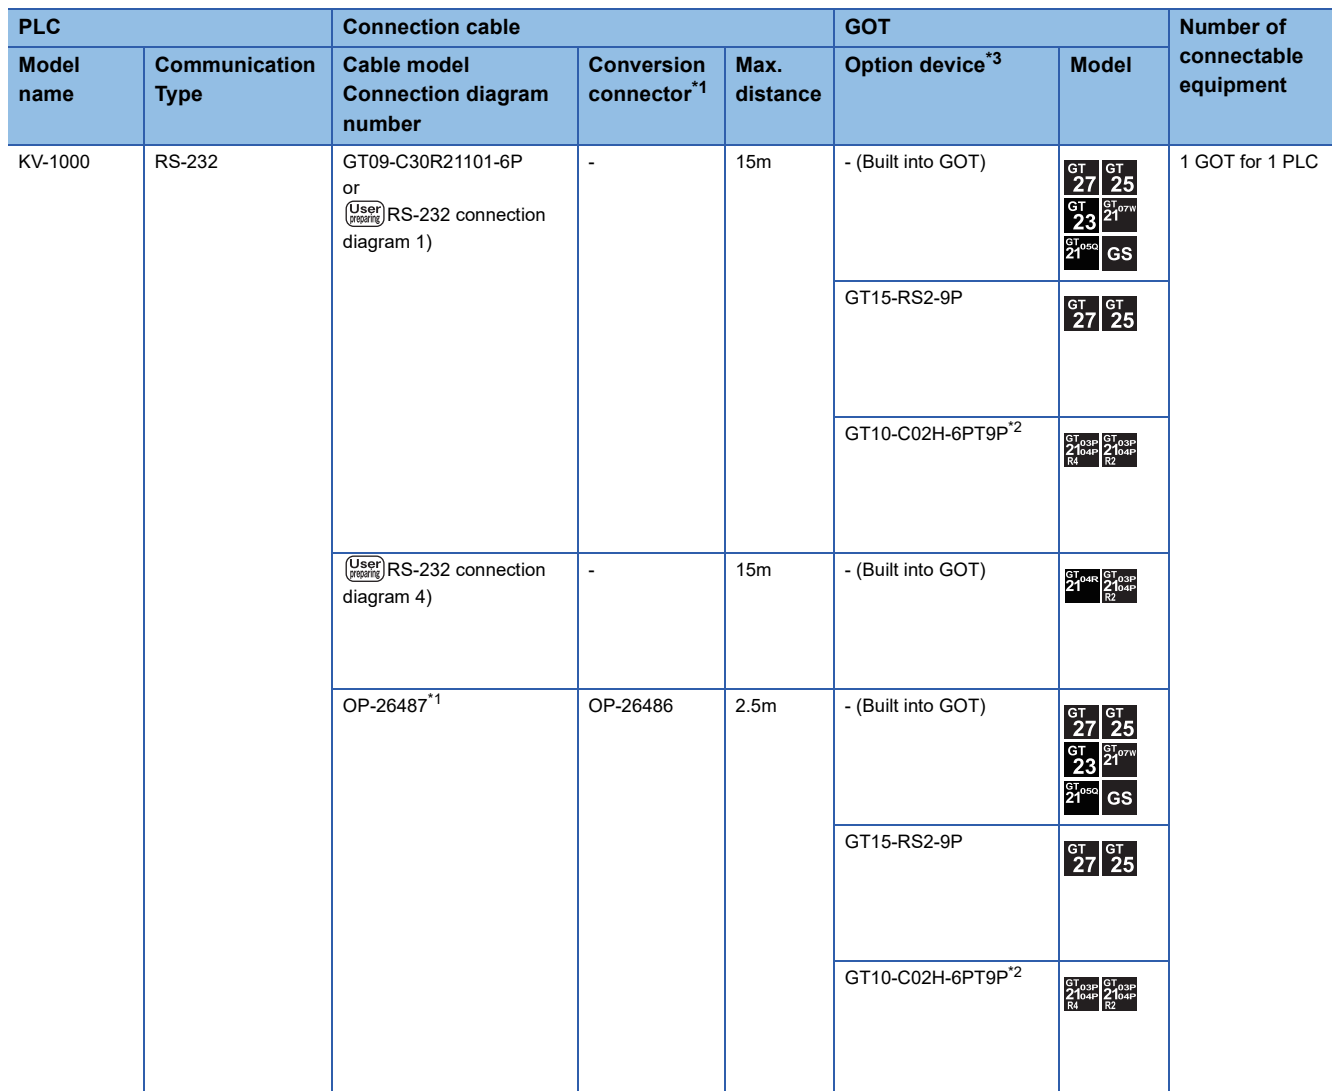 PLC Connection cable GOT Number of connectable equipment
Model name Communication Type Cable model Connection diagram number Conversion connector*1 Max. distance Option device*3 Model
KV-1000 RS-232 GT09-C30R21101-6P - 15m - (Built into GOT) GT 27 GT 25 1 GOT for 1 PLC
or
User preparing RS-232 connection GT 23 GT 21 07W
diagram 1) GT 21 05Q GS
GT15-RS2-9P GT 27 GT 25
GT10-C02H-6PT9P*2 GT 21 03P 04P R4 GT 21 03P 04P R2
User preparing RS-232 connection - 15m - (Built into GOT) GT 21 04R GT 21 03P 04P R2
diagram 4)
OP-26487*1 OP-26486 2.5m - (Built into GOT) GT 27 GT 25
GT 23 GT 21 07W
GT 21 05Q GS
GT15-RS2-9P GT 27 GT 25
GT10-C02H-6PT9P*2 GT 21 03P 04P R4 GT 21 03P 04P R2